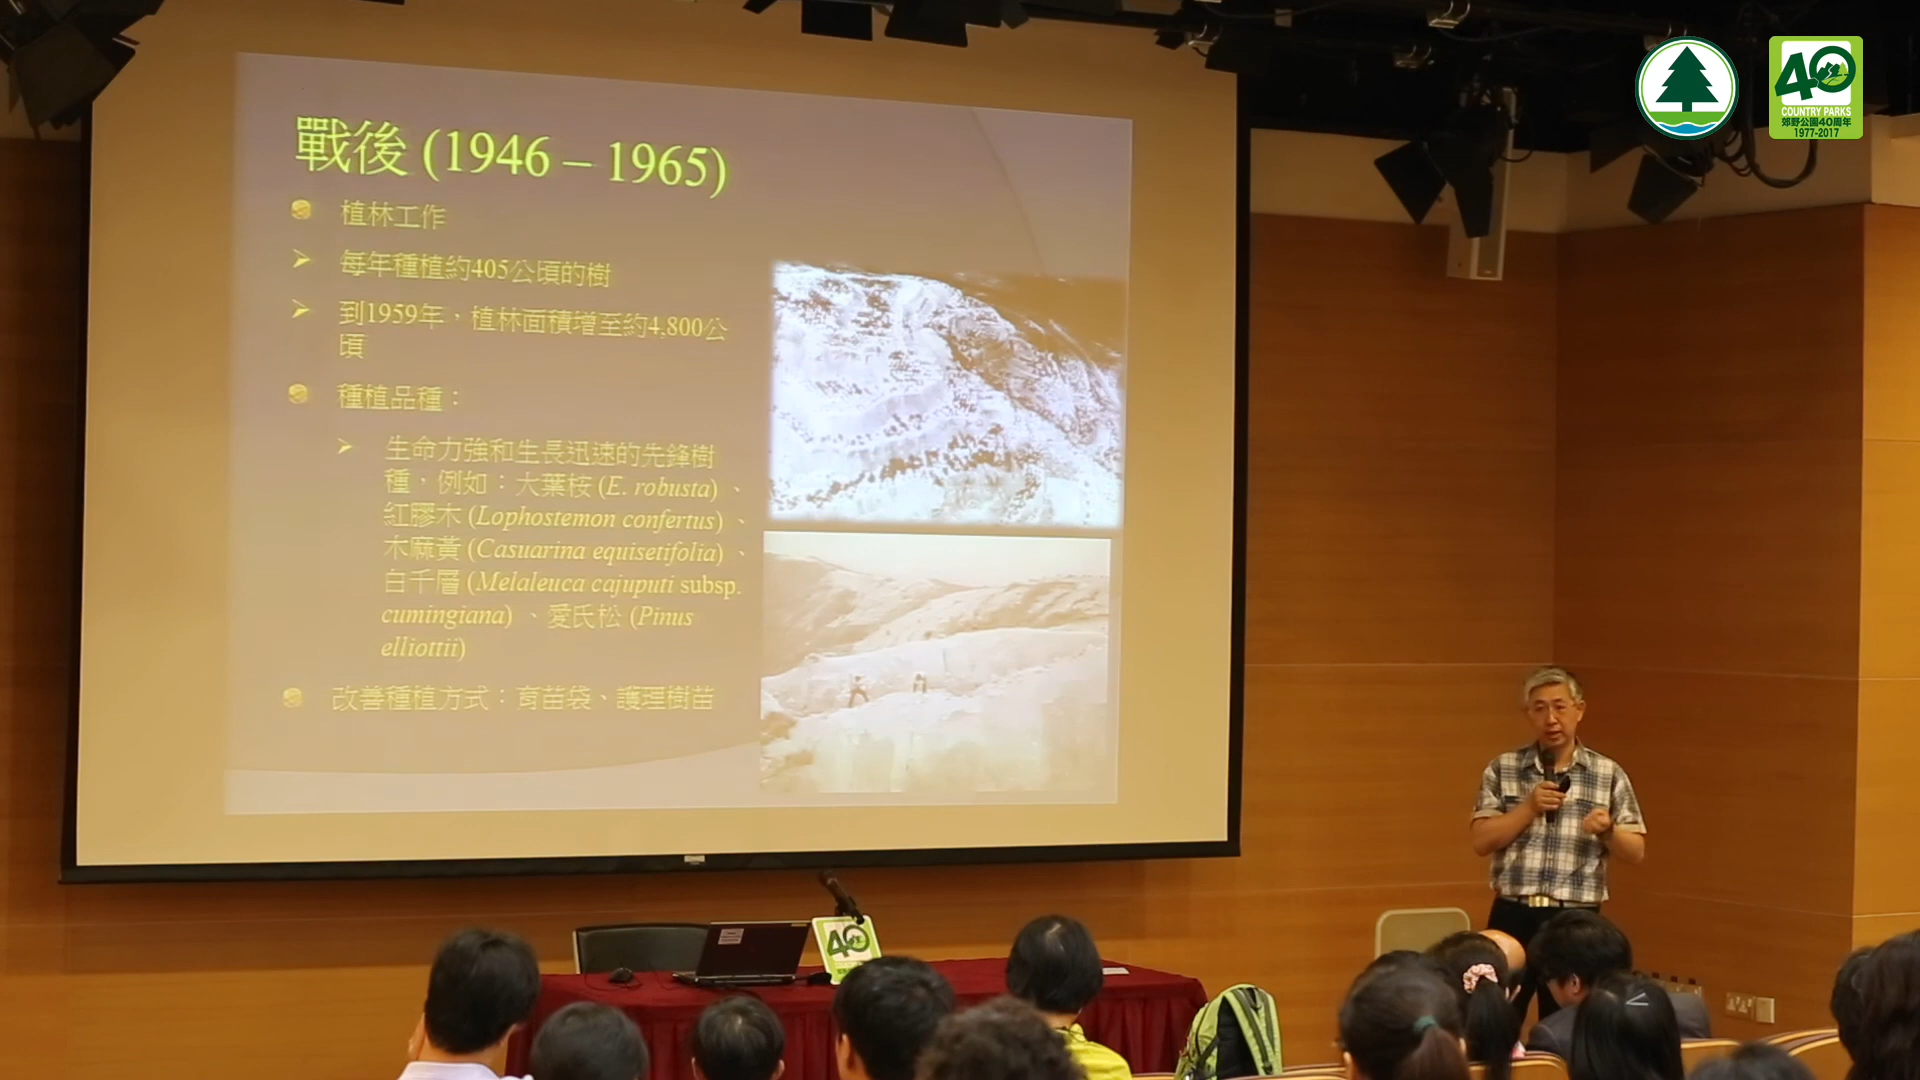 戰後 (1946 – 1965)
植林工作
每年種植約405公頃的樹
到1959年，植林面積增至約4,800公
頃
種植品種：
生命力強和生長迅速的先鋒樹
種，例如：大葉桉 (E. robusta) 、
紅膠木 (Lophostemon confertus) 、
木麻黃 (Casuarina equisetifolia) 、
白千層 (Melaleuca cajuputi subsp.
cumingiana) 、愛氏松 (Pinus
elliottii)
改善種植方式：育苗袋、護理樹苗
40
COUNTRY PARKS
郊野公園40周年
1977-2017
40